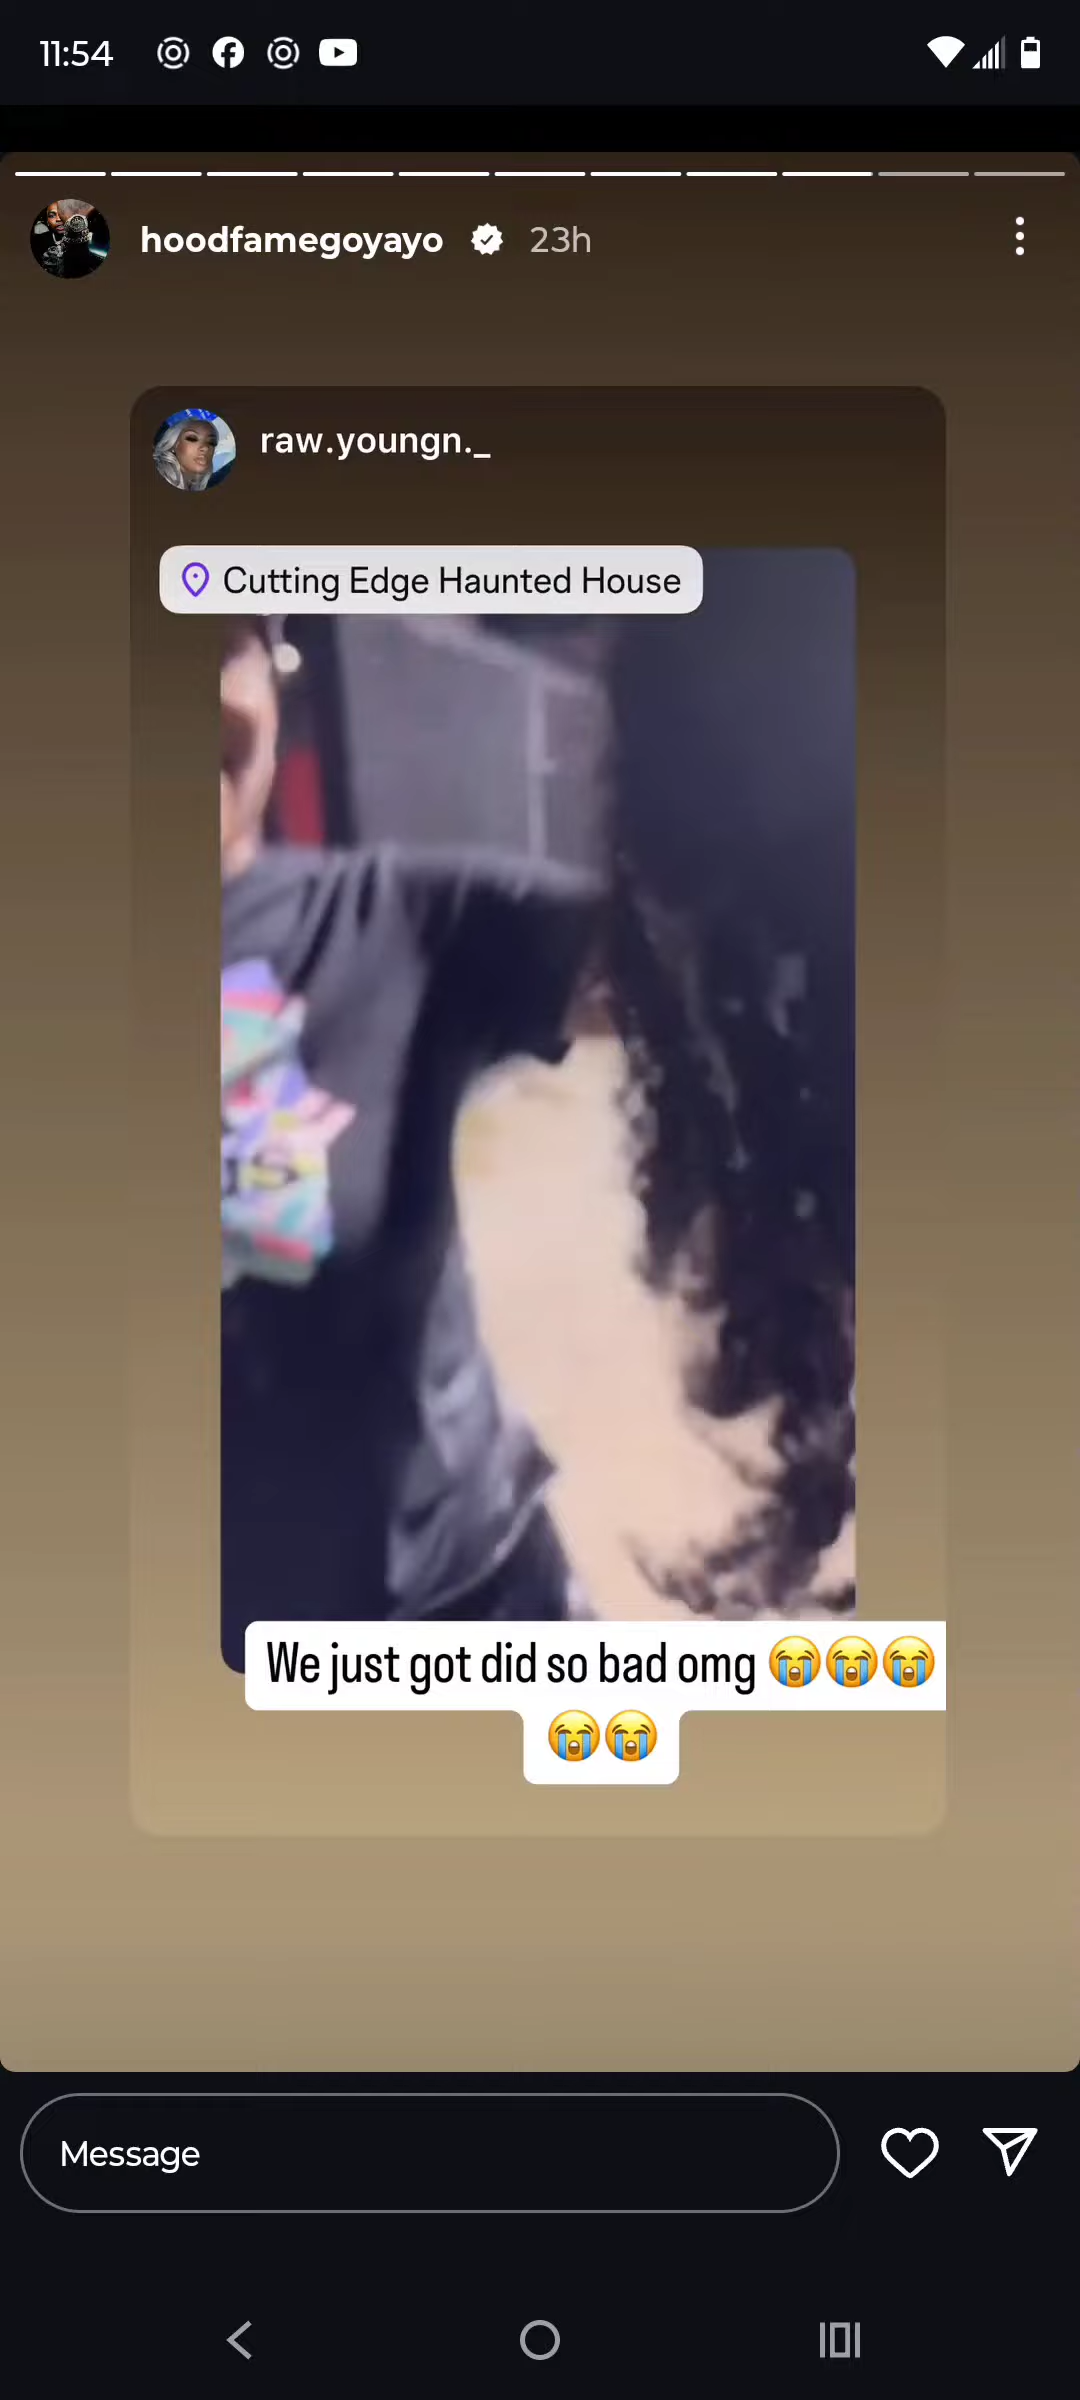 11:54
hoodfamegoyayo 23h
raw.youngn._
Cutting Edge Haunted House
We just got did so bad omg 😭😭😭
😭😭
Message